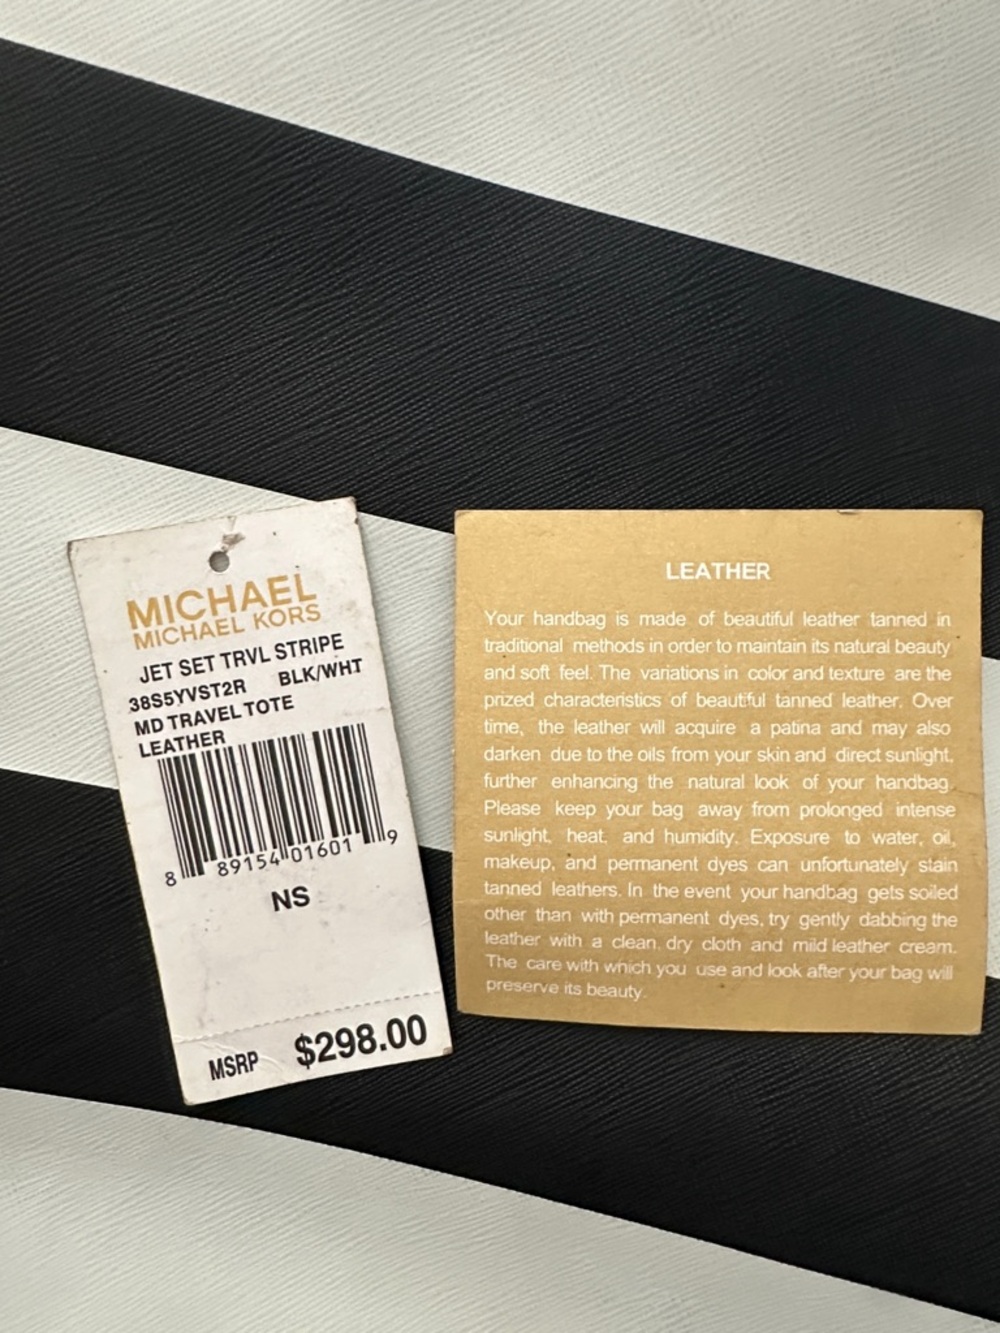 MICHAEL
MICHAEL KORS
JET SET TRVL STRIPE
38S5YVST2R BLK/WHT
MD TRAVEL TOTE
LEATHER
8 89154 01601 9
NS
MSRP $298.00
LEATHER
Your handbag is made of beautiful leather tanned in
traditional methods in order to maintain its natural beauty
and soft feel. The variations in color and texture are the
prized characteristics of beautiful tanned leather. Over
time, the leather will acquire a patina and may also
darken due to the oils from your skin and direct sunlight,
further enhancing the natural look of your handbag.
Please keep your bag away from prolonged intense
sunlight, heat, and humidity. Exposure to water, oil,
makeup, and permanent dyes can unfortunately stain
tanned leathers. In the event your handbag gets soiled
other than with permanent dyes, try gently dabbing the
leather with a clean, dry cloth and mild leather cream.
The care with which you use and look after your bag will
preserve its beauty.